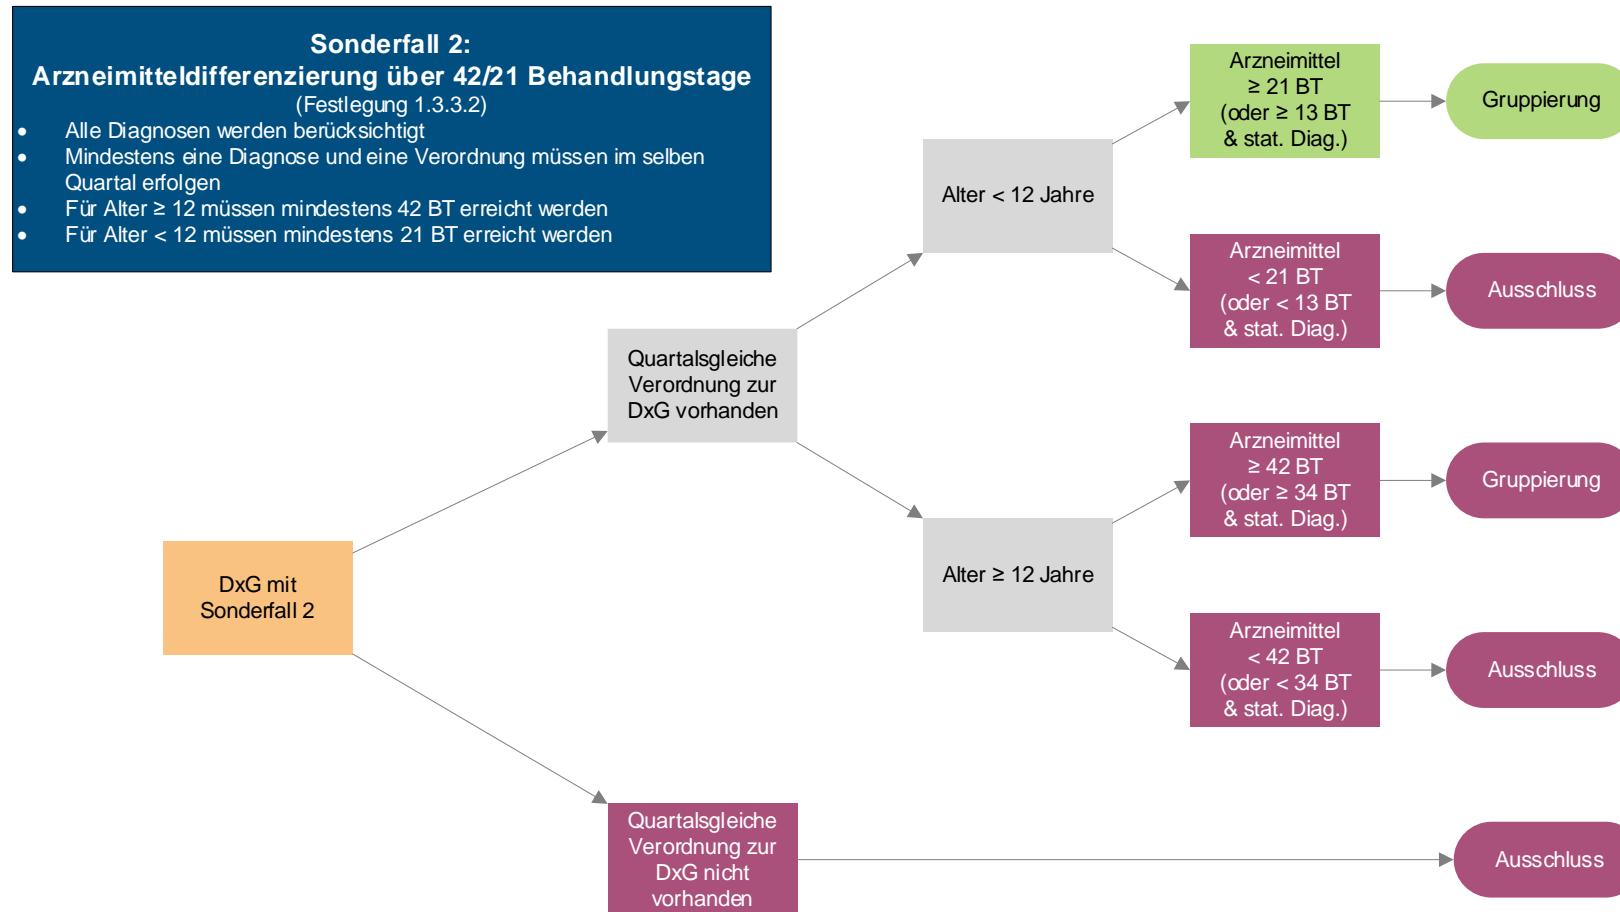 Sonderfall 2:
Arzneimitteldifferenzierung über 42/21 Behandlungstage
(Festlegung 1.3.3.2)
• Alle Diagnosen werden berücksichtigt
• Mindestens eine Diagnose und eine Verordnung müssen im selben
Quartal erfolgen
• Für Alter ≥ 12 müssen mindestens 42 BT erreicht werden
• Für Alter < 12 müssen mindestens 21 BT erreicht werden
DxG mit
Sonderfall 2
Quartalsgleiche
Verordnung zur
DxG vorhanden
Quartalsgleiche
Verordnung zur
DxG nicht
vorhanden
Alter < 12 Jahre
Alter ≥ 12 Jahre
Arzneimittel
≥ 21 BT
(oder ≥ 13 BT
& stat. Diag.)
Gruppierung
Arzneimittel
< 21 BT
(oder < 13 BT
& stat. Diag.)
Ausschluss
Arzneimittel
≥ 42 BT
(oder ≥ 34 BT
& stat. Diag.)
Gruppierung
Arzneimittel
< 42 BT
(oder < 34 BT
& stat. Diag.)
Ausschluss
Ausschluss